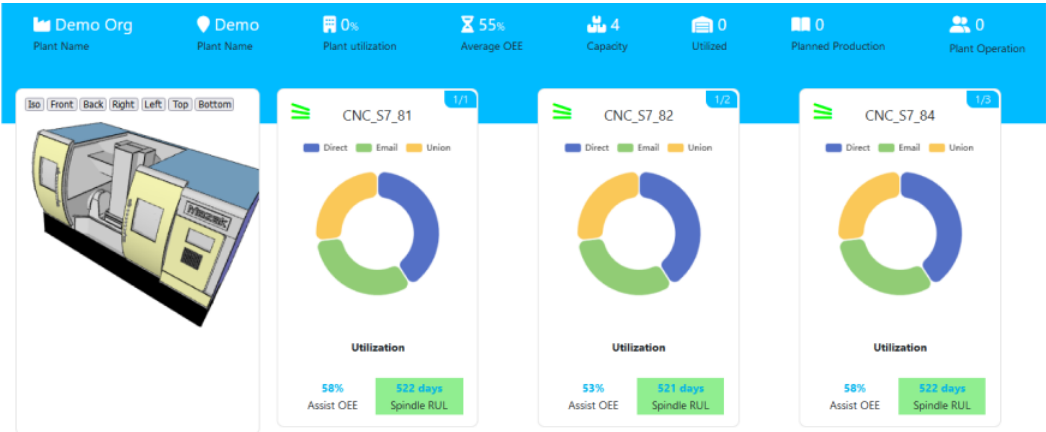 Demo Org
Plant Name
Demo
Plant Name
0%
Plant utilization
55%
Average OEE
4
Capacity
0
Utilized
0
Planned Production
0
Plant Operation
Iso Front Back Right Left Top Bottom
Mazak
1/1
CNC_S7_81
Direct Email Union
Utilization
58%
Assist OEE
522 days
Spindle RUL
1/2
CNC_S7_82
Direct Email Union
Utilization
53%
Assist OEE
521 days
Spindle RUL
1/3
CNC_S7_84
Direct Email Union
Utilization
58%
Assist OEE
522 days
Spindle RUL